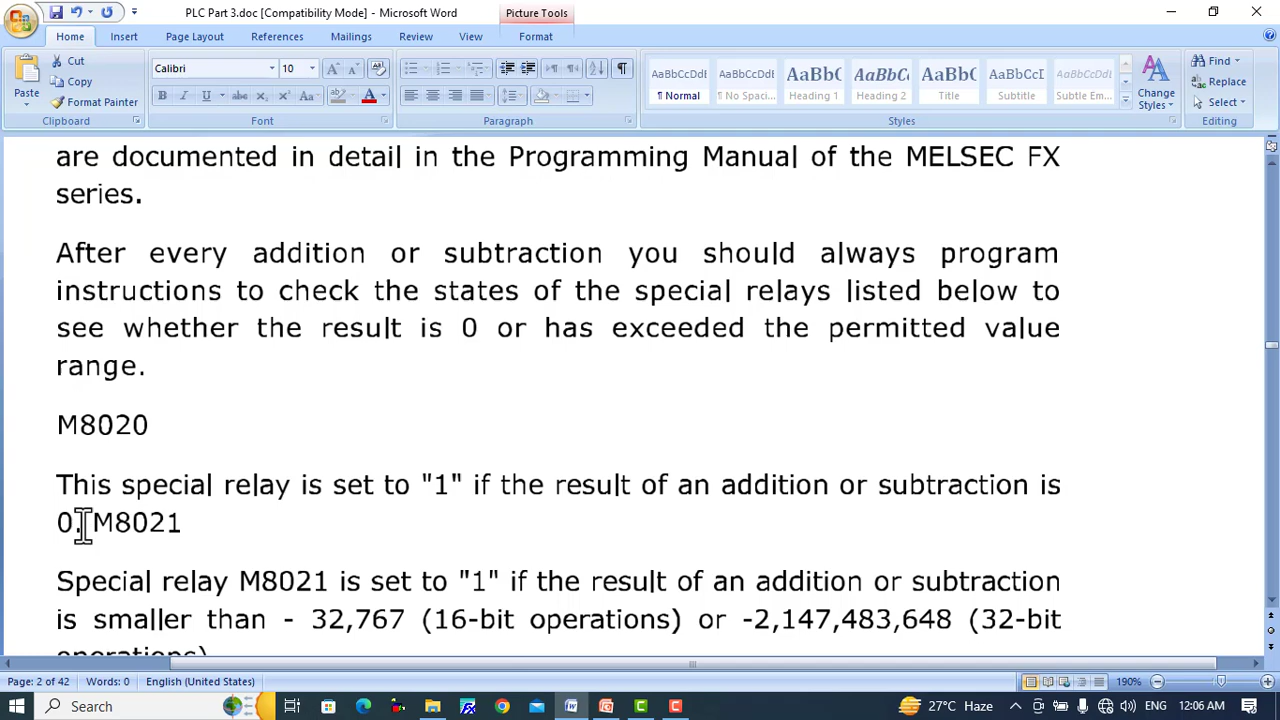 PLC Part 3.doc [Compatibility Mode] - Microsoft Word
Picture Tools
Home Insert Page Layout References Mailings Review View Format
Paste
Cut
Copy
Format Painter
Clipboard
Calibri 10
Font
Paragraph
AaBbCcDdI AaBbCcDdI AaBbC AaBbCc AaBbC AaBbCcI AaBbCcDdI
¶ Normal ¶ No Spaci... Heading 1 Heading 2 Title Subtitle Subtle Em...
Change Styles
Styles
Find
Replace
Select
Editing
are documented in detail in the Programming Manual of the MELSEC FX
series.
After every addition or subtraction you should always program
instructions to check the states of the special relays listed below to
see whether the result is 0 or has exceeded the permitted value
range.
M8020
This special relay is set to "1" if the result of an addition or subtraction is
0. M8021
Special relay M8021 is set to "1" if the result of an addition or subtraction
is smaller than - 32,767 (16-bit operations) or -2,147,483,648 (32-bit
operations)
Page: 2 of 42 Words: 0 English (United States) 190%
Search 27°C Haze 12:06 AM